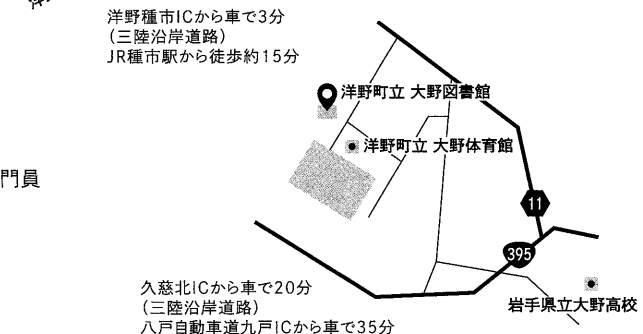 洋野種市ICから車で3分
（三陸沿岸道路）
JR種市駅から徒歩約15分
洋野町立 大野図書館
洋野町立 大野体育館
門員
11
395
岩手県立大野高校
久慈北ICから車で20分
（三陸沿岸道路）
八戸自動車道九戸ICから車で35分